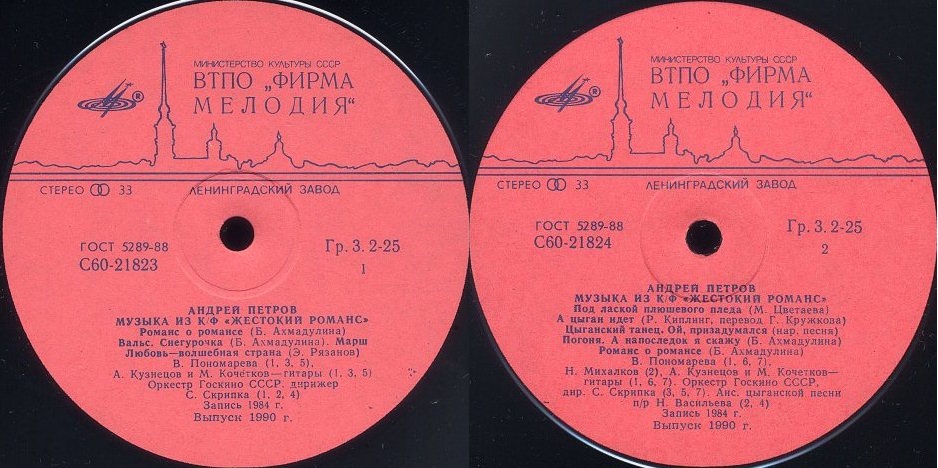 МИНИСТЕРСТВО КУЛЬТУРЫ СССР
ВТПО „ФИРМА
МЕЛОДИЯ“
®
СТЕРЕО 33 ЛЕНИНГРАДСКИЙ ЗАВОД
ГОСТ 5289-88 Гр. 3. 2-25
С60-21823 1
АНДРЕЙ ПЕТРОВ
МУЗЫКА ИЗ К/Ф «ЖЕСТОКИЙ РОМАНС»
Романс о романсе (Б. Ахмадулина)
Вальс. Снегурочка (Б. Ахмадулина). Марш
Любовь—волшебная страна (Э. Рязанов)
В. Пономарева (1, 3, 5),
А. Кузнецов и М. Кочетков—гитары (1, 3, 5)
Оркестр Госкино СССР, дирижер
С. Скрипка (1, 2, 4)
Запись 1984 г.
Выпуск 1990 г.
МИНИСТЕРСТВО КУЛЬТУРЫ СССР
ВТПО „ФИРМА
МЕЛОДИЯ“
®
СТЕРЕО 33 ЛЕНИНГРАДСКИЙ ЗАВОД
ГОСТ 5289-88 Гр. 3. 2-25
С60-21824 2
АНДРЕЙ ПЕТРОВ
МУЗЫКА ИЗ К/Ф «ЖЕСТОКИЙ РОМАНС»
Под лаской плюшевого пледа (М. Цветаева)
А цыган идет (Р. Киплинг, перевод Г. Кружкова)
Цыганский танец. Ой, призадумался (нар. песня)
Погоня. А напоследок я скажу (Б. Ахмадулина)
Романс о романсе (Б. Ахмадулина)
В. Пономарева (1, 6, 7).
Н. Михалков (2), А. Кузнецов и М. Кочетков—
гитары (1, 6, 7). Оркестр Госкино СССР,
дир. С. Скрипка (3, 5, 7). Анс. цыганской песни
п/р Н. Васильева (2, 4)
Запись 1984 г.
Выпуск 1990 г.